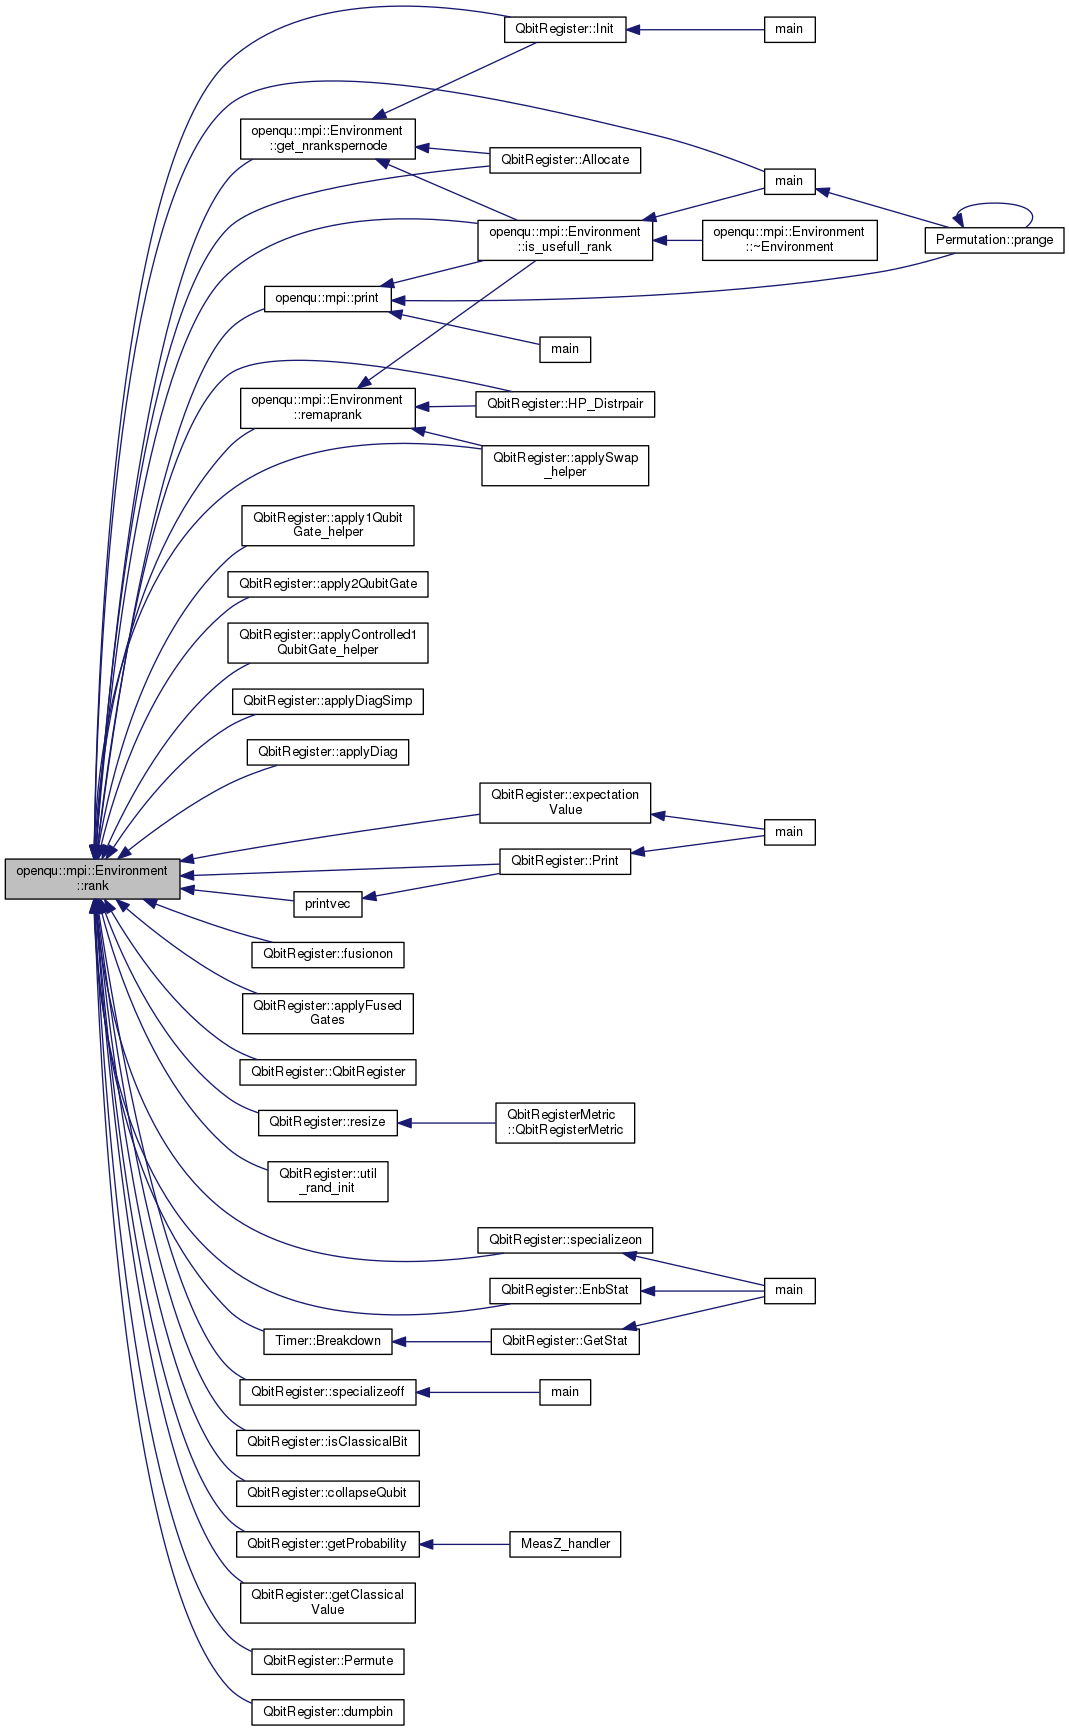 QbitRegister::Init
main
openqu::mpi::Environment
::get_nrankspernode
QbitRegister::Allocate
main
openqu::mpi::Environment
::is_usefull_rank
openqu::mpi::Environment
::~Environment
Permutation::prange
openqu::mpi::print
main
openqu::mpi::Environment
::remaprank
QbitRegister::HP_Distrpair
QbitRegister::applySwap
_helper
QbitRegister::apply1Qubit
Gate_helper
QbitRegister::apply2QubitGate
QbitRegister::applyControlled1
QubitGate_helper
QbitRegister::applyDiagSimp
QbitRegister::applyDiag
QbitRegister::expectation
Value
main
QbitRegister::Print
openqu::mpi::Environment
::rank
printvec
QbitRegister::fusionon
QbitRegister::applyFused
Gates
QbitRegister::QbitRegister
QbitRegister::resize
QbitRegisterMetric
::QbitRegisterMetric
QbitRegister::util
_rand_init
QbitRegister::specializeon
QbitRegister::EnbStat
main
Timer::Breakdown
QbitRegister::GetStat
QbitRegister::specializeoff
main
QbitRegister::isClassicalBit
QbitRegister::collapseQubit
QbitRegister::getProbability
MeasZ_handler
QbitRegister::getClassical
Value
QbitRegister::Permute
QbitRegister::dumpbin